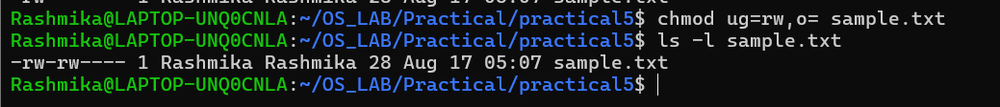 Rashmika@LAPTOP-UNQ0CNLA:~/OS_LAB/Practical/practical5$ chmod ug=rw,o= sample.txt
Rashmika@LAPTOP-UNQ0CNLA:~/OS_LAB/Practical/practical5$ ls -l sample.txt
-rw-rw---- 1 Rashmika Rashmika 28 Aug 17 05:07 sample.txt
Rashmika@LAPTOP-UNQ0CNLA:~/OS_LAB/Practical/practical5$